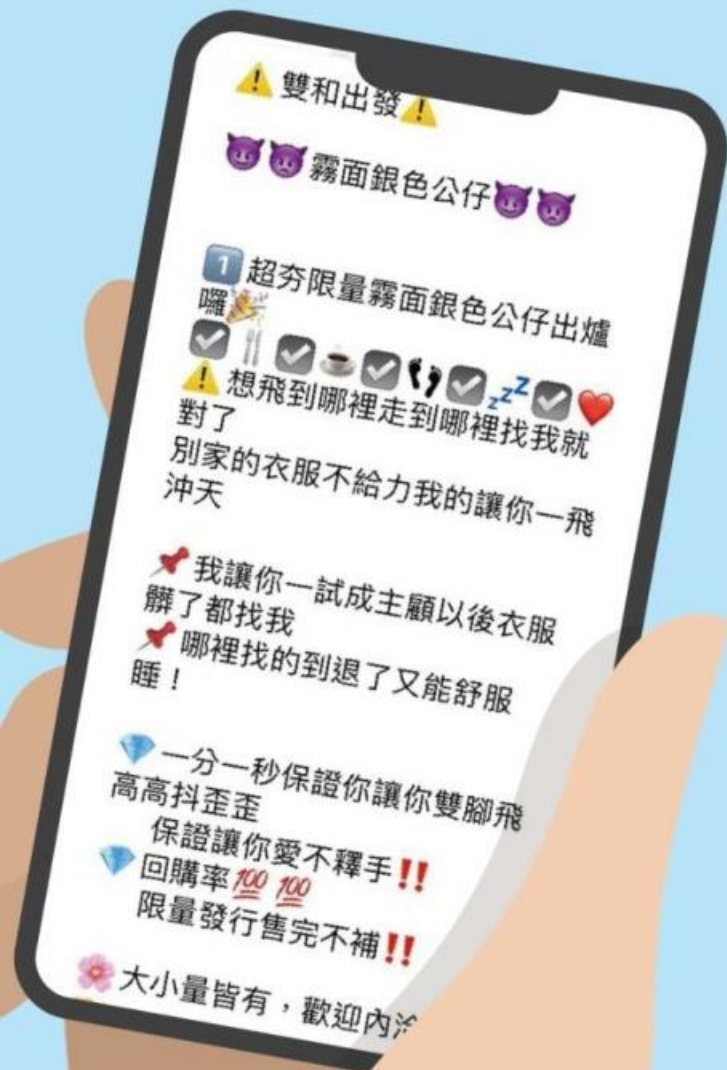 ⚠️ 雙和出發⚠️
😈👿霧面銀色公仔😈👿
1️⃣超夯限量霧面銀色公仔出爐
囉🎉
☑️🍴☑️☕☑️👣☑️💤☑️❤️
⚠️ 想飛到哪裡走到哪裡找我就
對了
別家的衣服不給力我的讓你一飛
沖天
📌 我讓你一試成主顧以後衣服
髒了都找我
📌 哪裡找的到退了又能舒服
睡！
💎一分一秒保證你讓你雙腳飛
高高抖歪歪
保證讓你愛不釋手‼️
💎回購率💯 💯
限量發行售完不補‼️
🌸大小量皆有，歡迎內洽